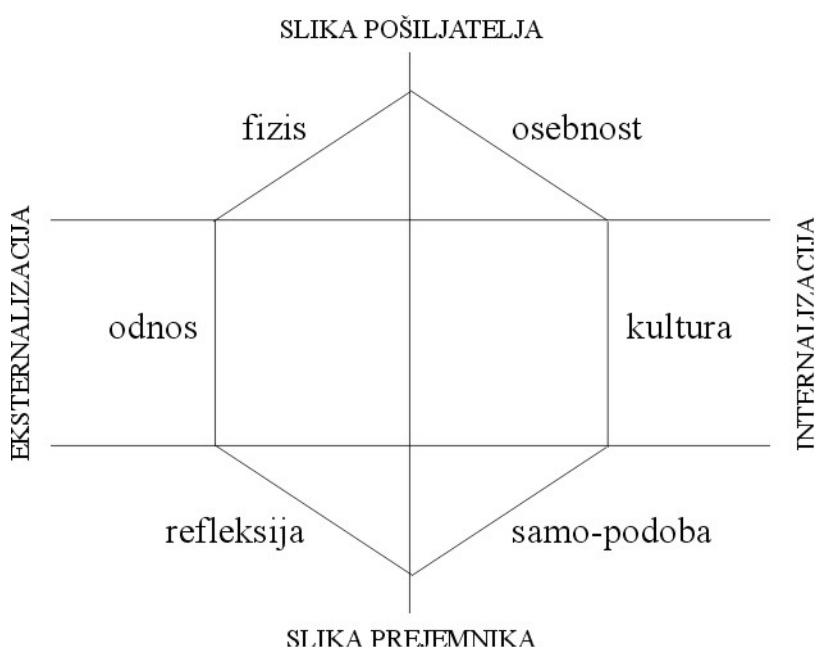 SLIKA POŠILJATELJA
fizis
osebnost
EKSTERNALIZACIJA
odnos
kultura
INTERNALIZACIJA
refleksija
samo-podoba
SLIKA PREJEMNIKA